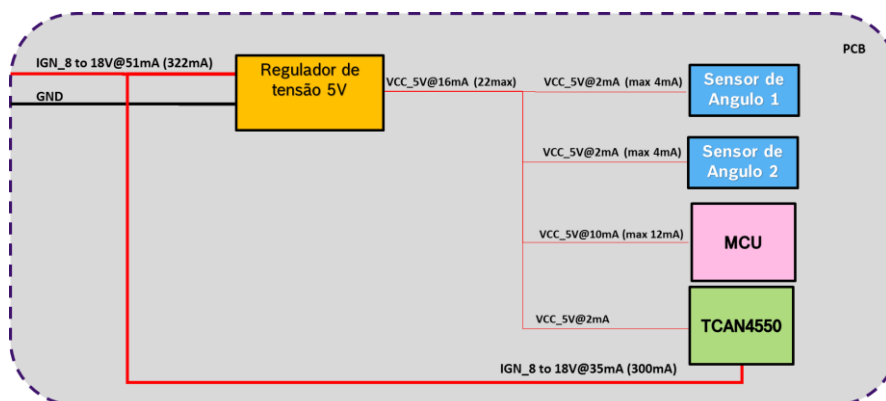 PCB
IGN_8 to 18V@51mA (322mA)
GND
Regulador de
tensão 5V
VCC_5V@16mA (22max)
VCC_5V@2mA (max 4mA)
Sensor de
Angulo 1
VCC_5V@2mA (max 4mA)
Sensor de
Angulo 2
VCC_5V@10mA (max 12mA)
MCU
VCC_5V@2mA
TCAN4550
IGN_8 to 18V@35mA (300mA)